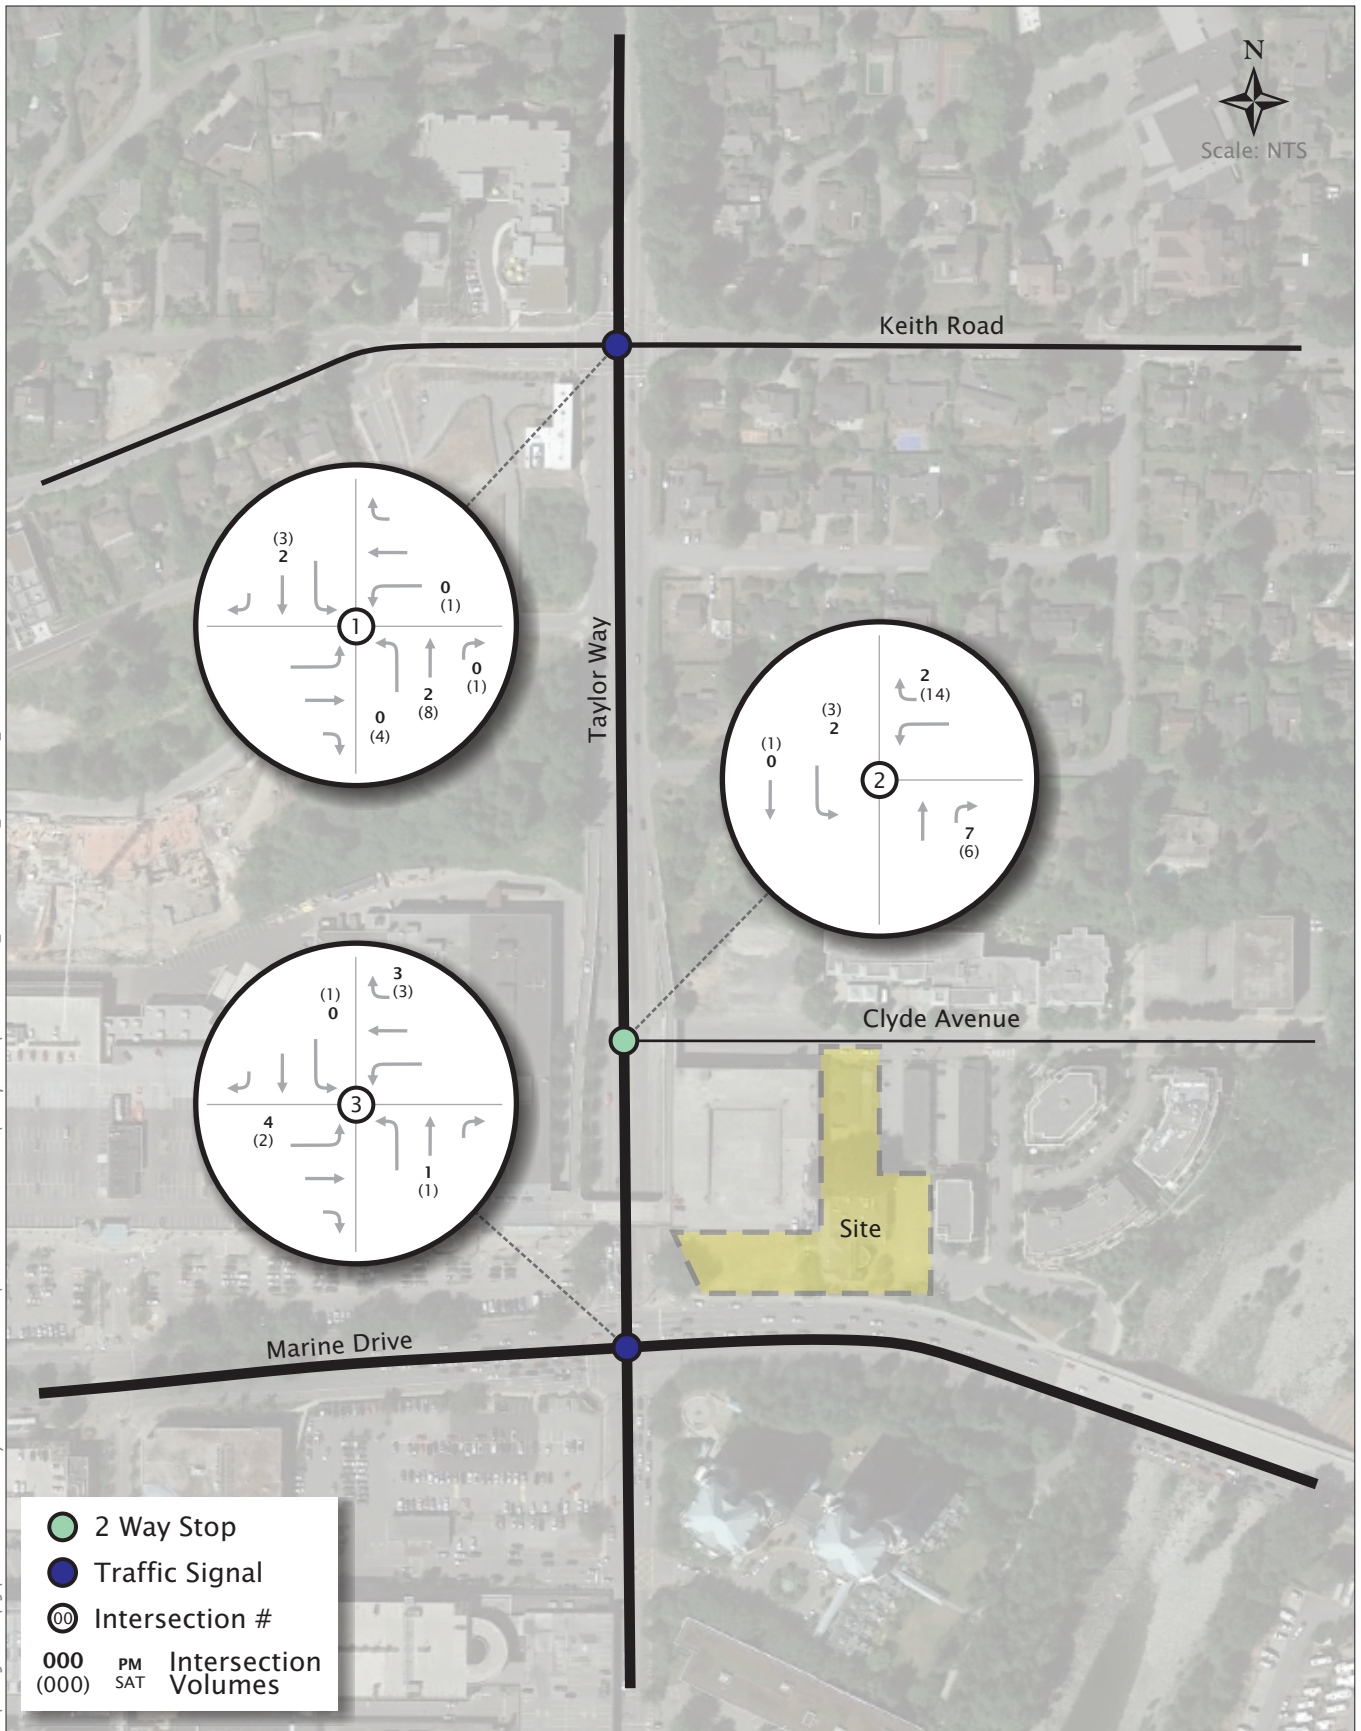 N
Scale: NTS
Keith Road
(3)
2
0
(1)
1
0
(1)
2
(8)
0
(4)
Taylor Way
2
(14)
(3)
2
(1)
0
2
7
(6)
3
(3)
(1)
0
3
4
(2)
1
(1)
Clyde Avenue
Site
Marine Drive
2 Way Stop
Traffic Signal
00 Intersection #
000 PM Intersection
(000) SAT Volumes